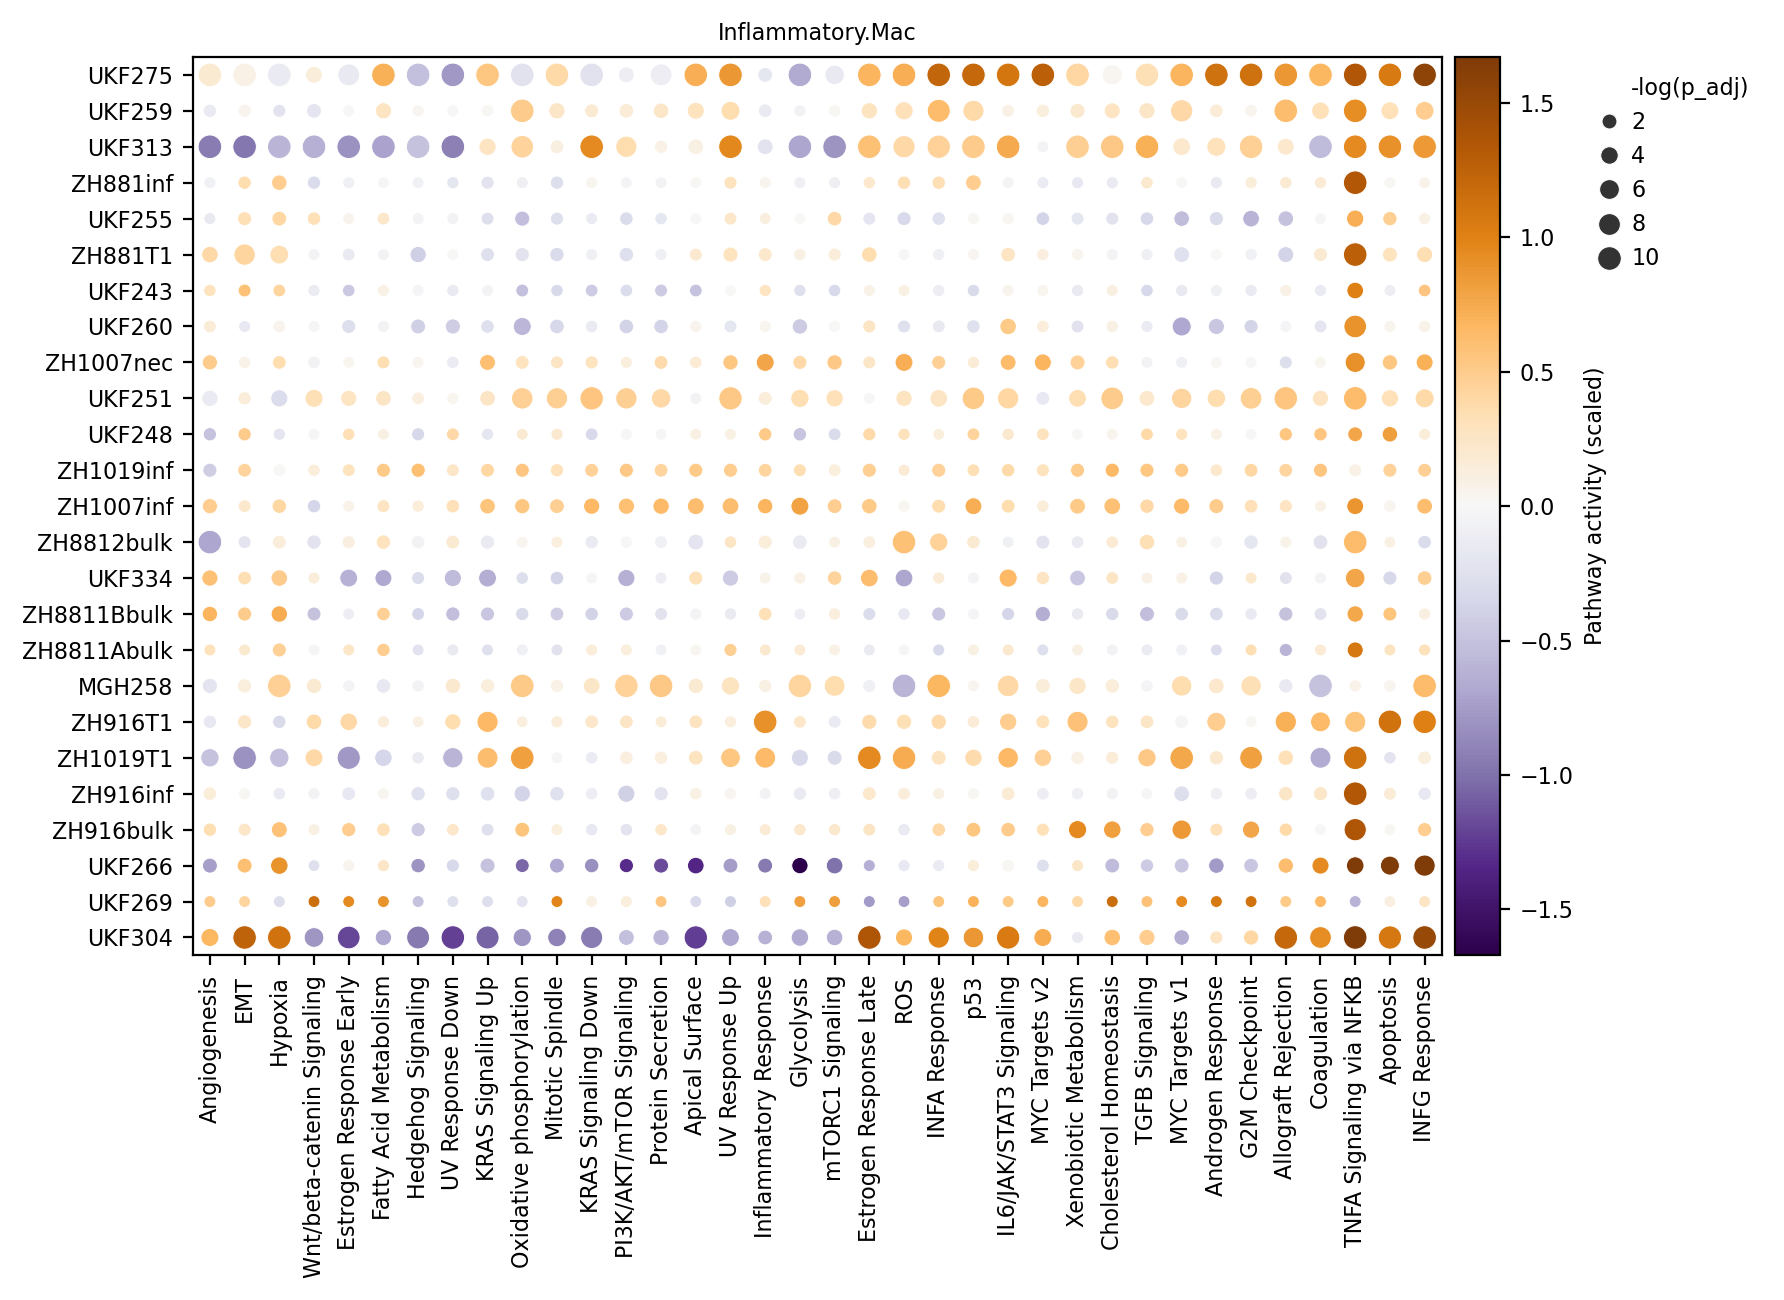 Inflammatory.Mac
UKF275
UKF259
UKF313
ZH881inf
UKF255
ZH881T1
UKF243
UKF260
ZH1007nec
UKF251
UKF248
ZH1019inf
ZH1007inf
ZH8812bulk
UKF334
ZH8811Bbulk
ZH8811Abulk
MGH258
ZH916T1
ZH1019T1
ZH916inf
ZH916bulk
UKF266
UKF269
UKF304
Angiogenesis
EMT
Hypoxia
Wnt/beta-catenin Signaling
Estrogen Response Early
Fatty Acid Metabolism
Hedgehog Signaling
UV Response Down
KRAS Signaling Up
Oxidative phosphorylation
Mitotic Spindle
KRAS Signaling Down
PI3K/AKT/mTOR Signaling
Protein Secretion
Apical Surface
UV Response Up
Inflammatory Response
Glycolysis
mTORC1 Signaling
Estrogen Response Late
ROS
INFA Response
p53
IL6/JAK/STAT3 Signaling
MYC Targets v2
Xenobiotic Metabolism
Cholesterol Homeostasis
TGFB Signaling
MYC Targets v1
Androgen Response
G2M Checkpoint
Allograft Rejection
Coagulation
TNFA Signaling via NFKB
Apoptosis
INFG Response
1.5
1.0
0.5
0.0
−0.5
−1.0
−1.5
Pathway activity (scaled)
-log(p_adj)
2
4
6
8
10